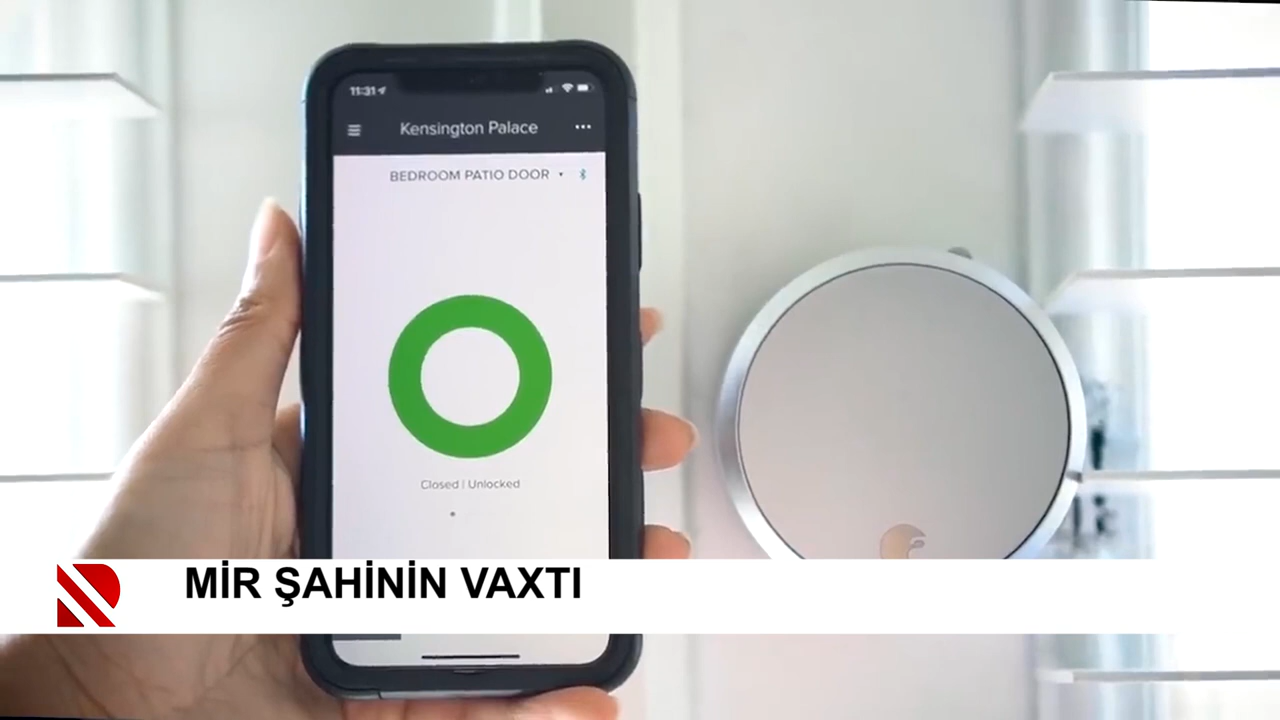 11:31
Kensington Palace
BEDROOM PATIO DOOR
Closed | Unlocked
MİR ŞAHİNİN VAXTI